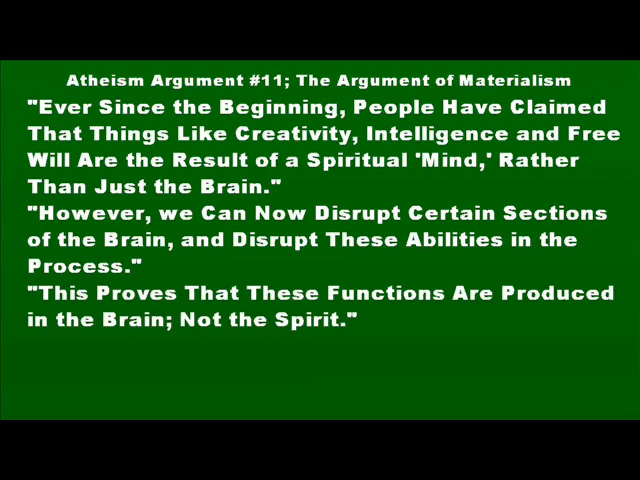 Atheism Argument #11; The Argument of Materialism
"Ever Since the Beginning, People Have Claimed
That Things Like Creativity, Intelligence and Free
Will Are the Result of a Spiritual 'Mind,' Rather
Than Just the Brain."
"However, we Can Now Disrupt Certain Sections
of the Brain, and Disrupt These Abilities in the
Process."
"This Proves That These Functions Are Produced
in the Brain; Not the Spirit."